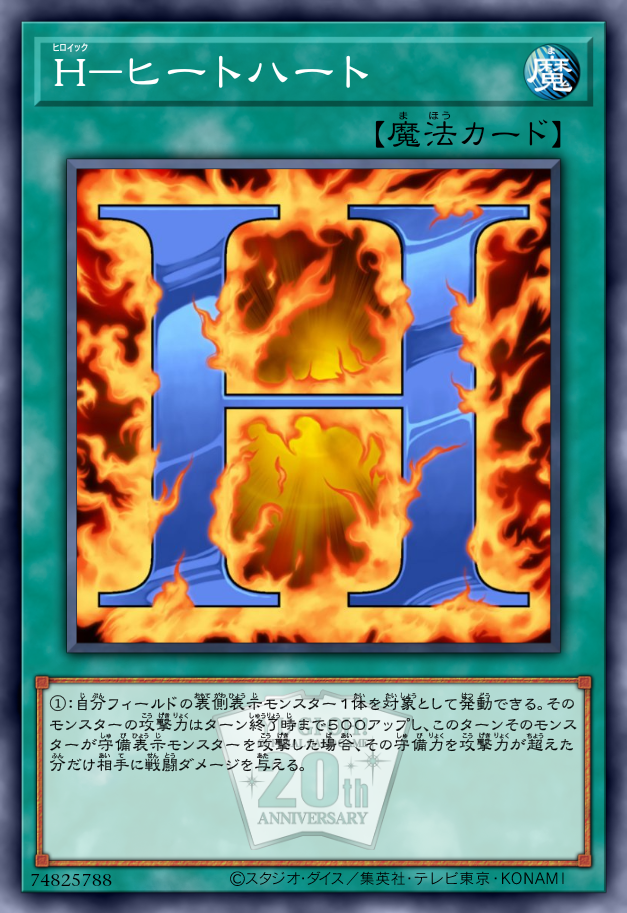 ヒロイック
H-ヒートハート
ま
魔
ま ほう
【魔法カード】
H
①：自分フィールドの表側表示モンスター1体を対象として発動できる。その
モンスターの攻撃力はターン終了時まで500アップし、このターンそのモンス
ターが守備表示モンスターを攻撃した場合、その守備力を攻撃力が超えた
分だけ相手に戦闘ダメージを与える。
20th
ANNIVERSARY
74825788
©スタジオ・ダイス／集英社・テレビ東京・KONAMI